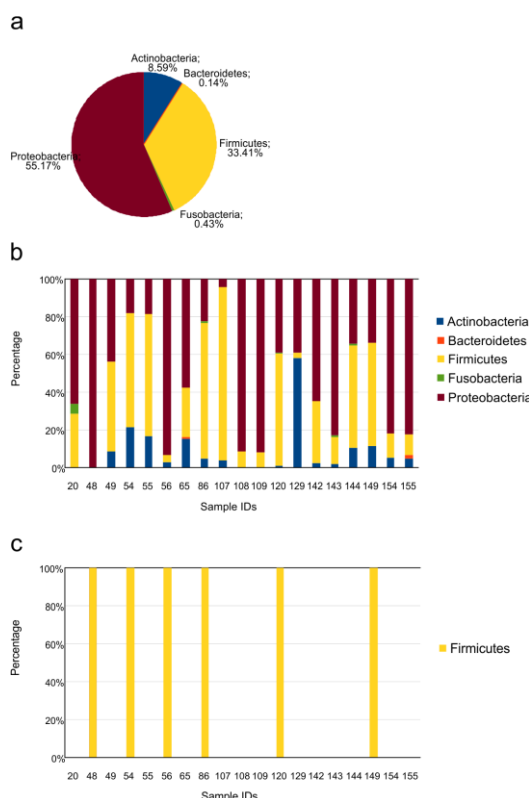 a
Actinobacteria;
8.59%
Bacteroidetes;
0.14%
Firmicutes;
33.41%
Proteobacteria;
55.17%
Fusobacteria;
0.43%
b
100%
80%
60%
40%
20%
0%
Percentage
20 48 49 54 55 56 65 86 107 108 109 120 129 142 143 144 149 154 155
Sample IDs
Actinobacteria
Bacteroidetes
Firmicutes
Fusobacteria
Proteobacteria
c
100%
80%
60%
40%
20%
0%
Percentage
20 48 49 54 55 56 65 86 107 108 109 120 129 142 143 144 149 154 155
Sample IDs
Firmicutes